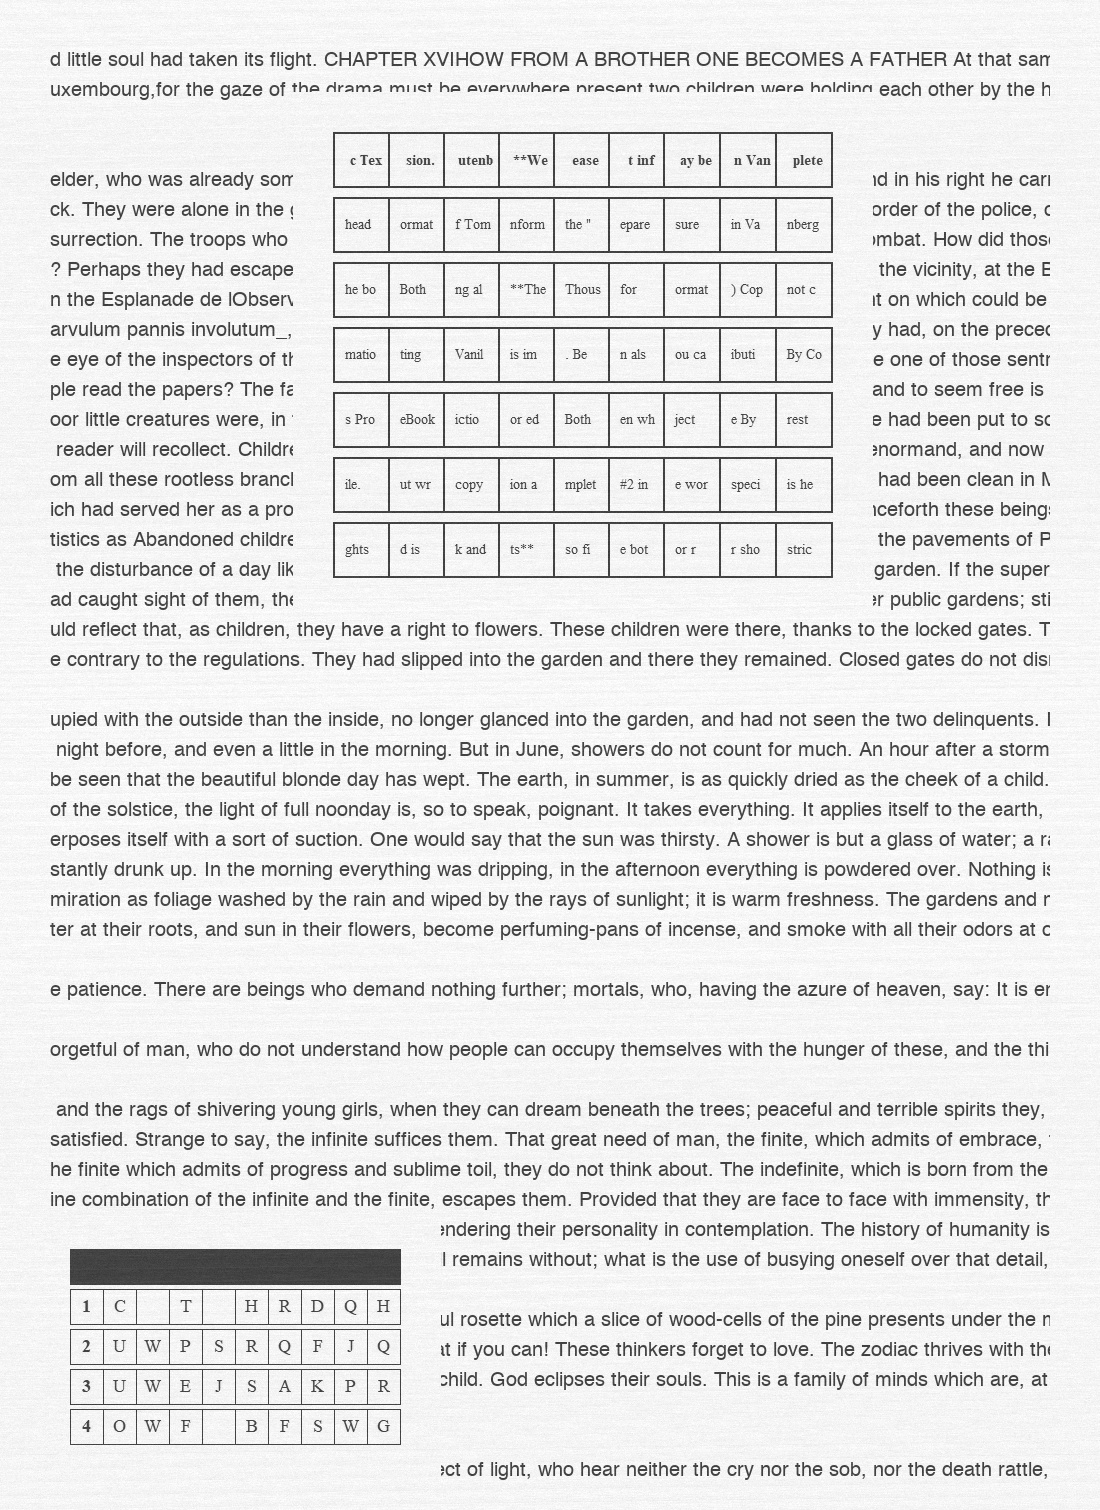 d little soul had taken its flight. CHAPTER XVIHOW FROM A BROTHER ONE BECOMES A FATHER At that sam
uxembourg,for the gaze of the drama must be everywhere present two children were holding each other by the h
c Tex sion. utenb **We ease t inf ay be n Van plete
head ormat f Tom nform the " epare sure in Va nberg
he bo Both ng al **The Thous for ormat ) Cop not c
matio ting Vanil is im . Be n als ou ca ibuti By Co
s Pro eBook ictio or ed Both en wh ject e By rest
ile. ut wr copy ion a mplet #2 in e wor speci is he
ghts d is k and ts** so fi e bot or r r sho stric
elder, who was already som nd in his right he carr
ck. They were alone in the order of the police, c
surrection. The troops who ombat. How did those
? Perhaps they had escape the vicinity, at the E
n the Esplanade de lObserv nt on which could be
arvulum pannis involutum_, y had, on the preced
e eye of the inspectors of th e one of those sentr
ple read the papers? The fa and to seem free is
oor little creatures were, in e had been put to sc
reader will recollect. Childre enormand, and now
om all these rootless branch had been clean in M
ich had served her as a pro nceforth these beings
tistics as Abandoned childre the pavements of P
the disturbance of a day lik garden. If the super
ad caught sight of them, the er public gardens; sti
uld reflect that, as children, they have a right to flowers. These children were there, thanks to the locked gates. T
e contrary to the regulations. They had slipped into the garden and there they remained. Closed gates do not dis
upied with the outside than the inside, no longer glanced into the garden, and had not seen the two delinquents. I
night before, and even a little in the morning. But in June, showers do not count for much. An hour after a storm
be seen that the beautiful blonde day has wept. The earth, in summer, is as quickly dried as the cheek of a child.
of the solstice, the light of full noonday is, so to speak, poignant. It takes everything. It applies itself to the earth,
erposes itself with a sort of suction. One would say that the sun was thirsty. A shower is but a glass of water; a ra
stantly drunk up. In the morning everything was dripping, in the afternoon everything is powdered over. Nothing is
miration as foliage washed by the rain and wiped by the rays of sunlight; it is warm freshness. The gardens and m
ter at their roots, and sun in their flowers, become perfuming-pans of incense, and smoke with all their odors at o
e patience. There are beings who demand nothing further; mortals, who, having the azure of heaven, say: It is en
orgetful of man, who do not understand how people can occupy themselves with the hunger of these, and the thi
and the rags of shivering young girls, when they can dream beneath the trees; peaceful and terrible spirits they,
satisfied. Strange to say, the infinite suffices them. That great need of man, the finite, which admits of embrace,
he finite which admits of progress and sublime toil, they do not think about. The indefinite, which is born from the
ine combination of the infinite and the finite, escapes them. Provided that they are face to face with immensity, th
endering their personality in contemplation. The history of humanity is
l remains without; what is the use of busying oneself over that detail,
ul rosette which a slice of wood-cells of the pine presents under the m
at if you can! These thinkers forget to love. The zodiac thrives with the
child. God eclipses their souls. This is a family of minds which are, at
ect of light, who hear neither the cry nor the sob, nor the death rattle,
1 C T H R D Q H
2 U W P S R Q F J Q
3 U W E J S A K P R
4 O W F B F S W G